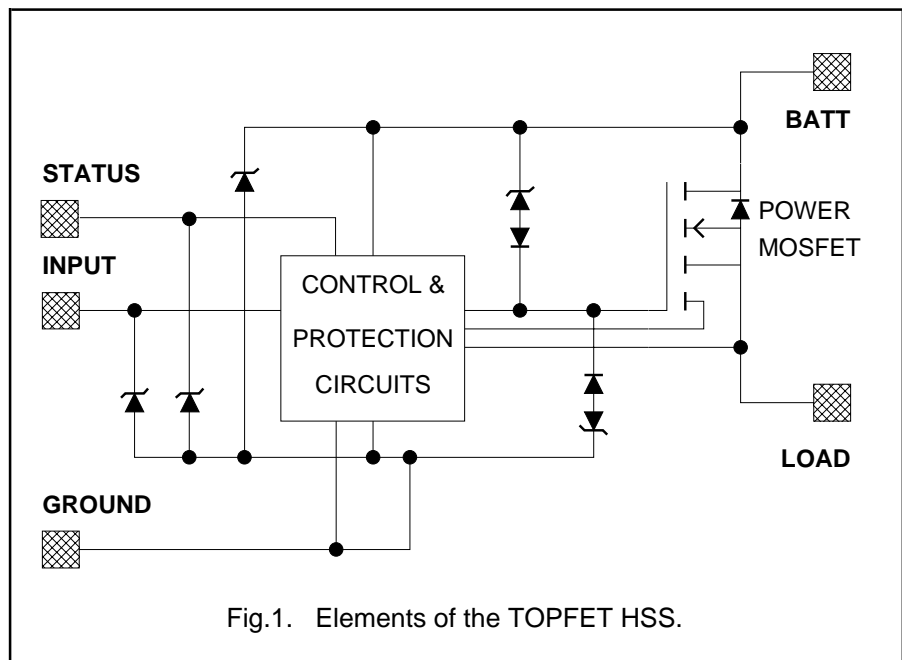 BATT
STATUS
POWER
MOSFET
INPUT
CONTROL &
PROTECTION
CIRCUITS
LOAD
GROUND
Fig.1. Elements of the TOPFET HSS.